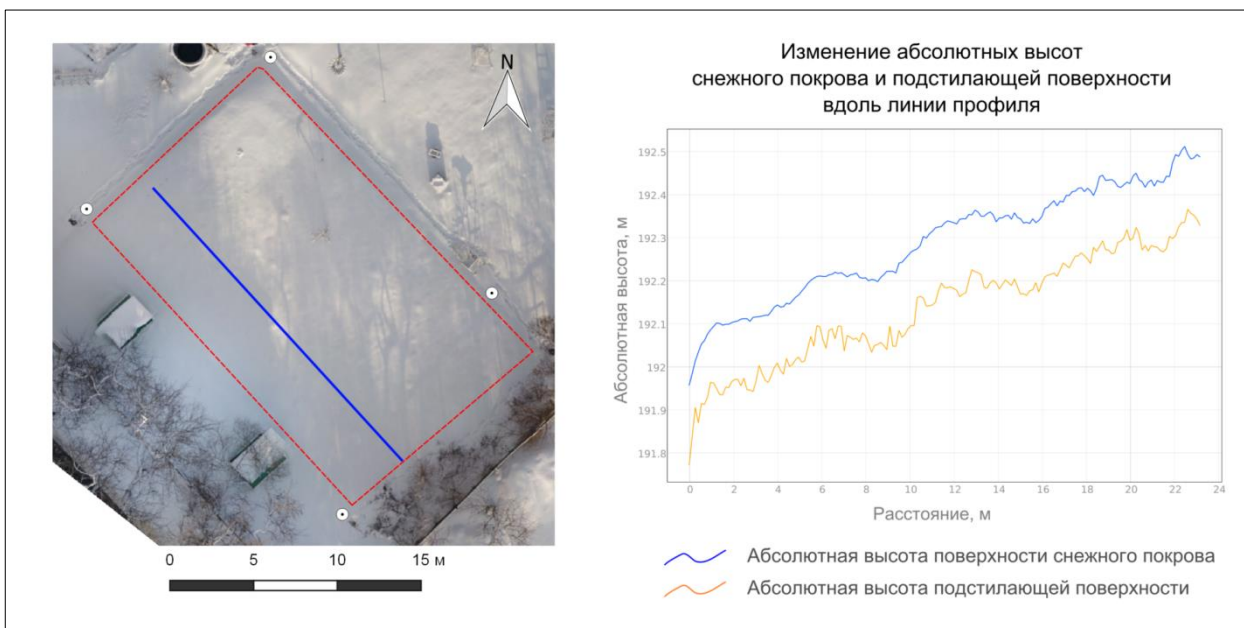 N
0 5 10 15 м
Изменение абсолютных высот
снежного покрова и подстилающей поверхности
вдоль линии профиля
Абсолютная высота, м
192.5
192.4
192.3
192.2
192.1
192
191.9
191.8
0 2 4 6 8 10 12 14 16 18 20 22 24
Расстояние, м
Абсолютная высота поверхности снежного покрова
Абсолютная высота подстилающей поверхности